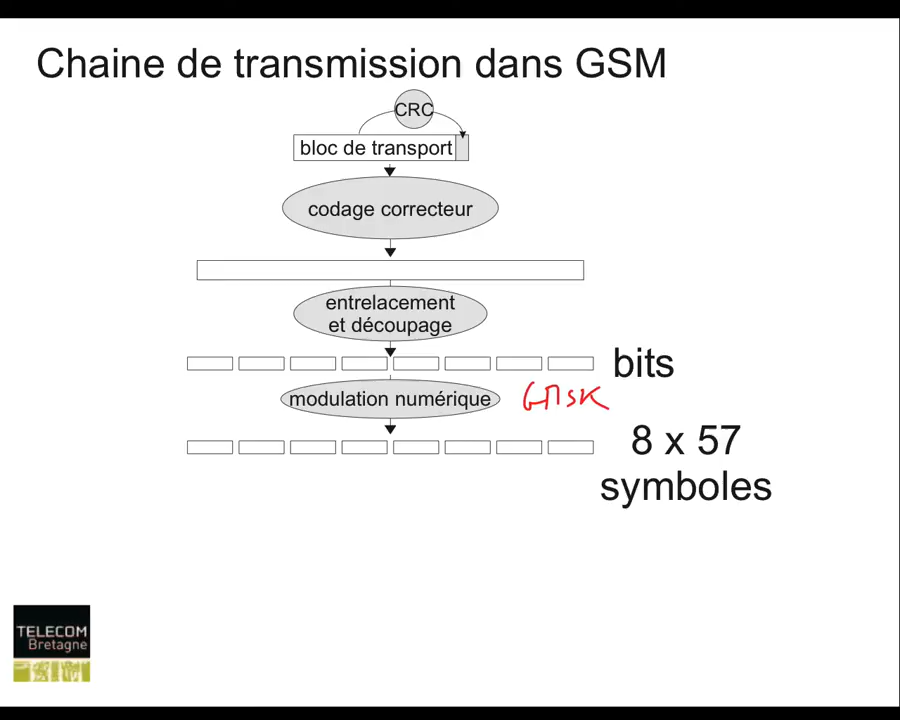 Chaine de transmission dans GSM
CRC
bloc de transport
codage correcteur
entrelacement
et découpage
bits
modulation numérique GMSK
8 x 57
symboles
TELECOM
Bretagne